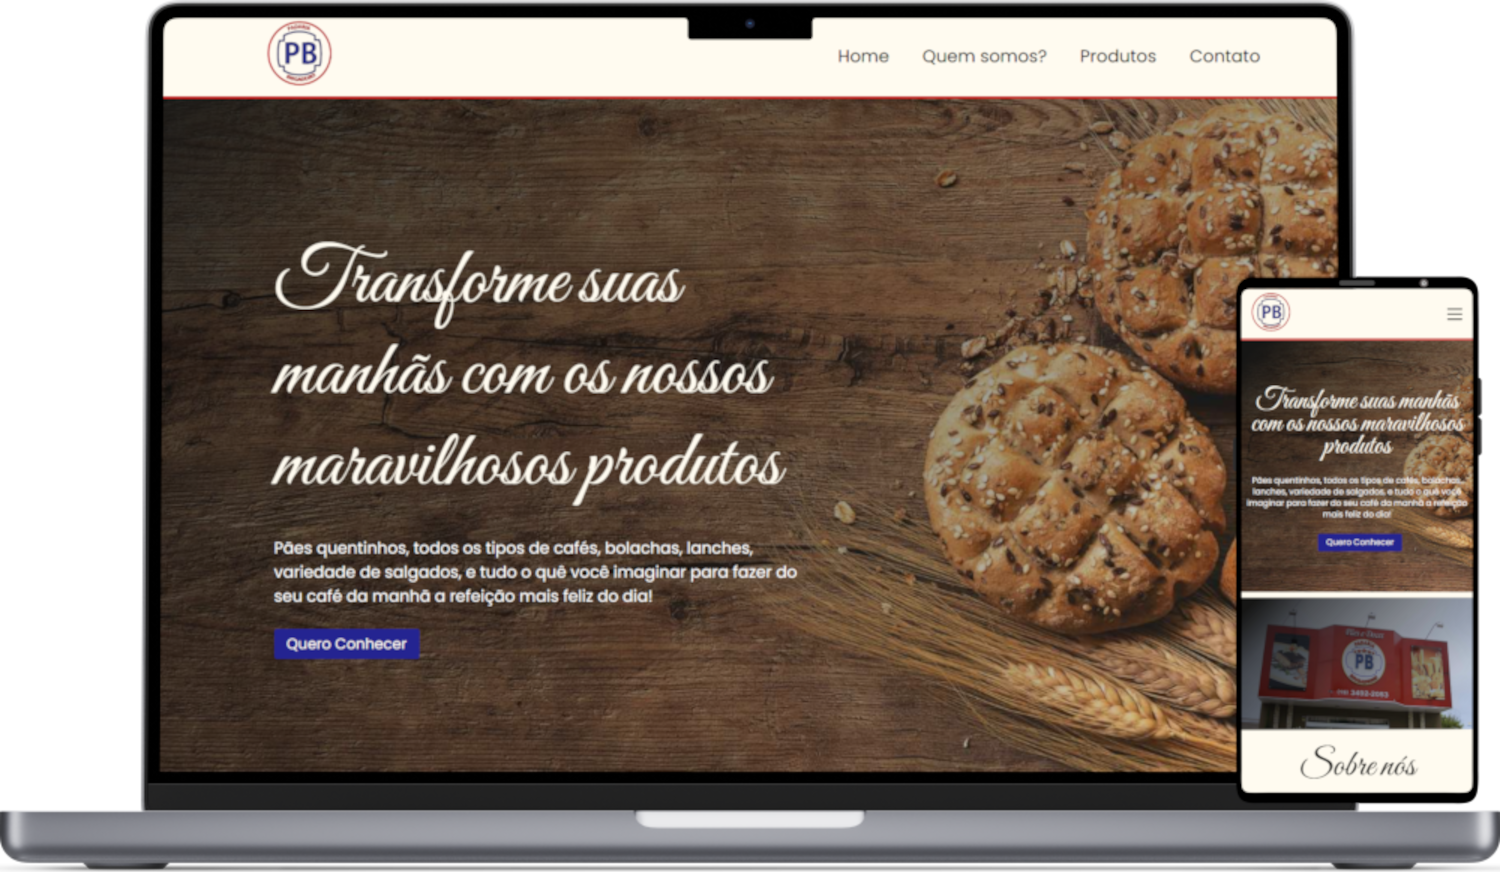 PB
Home Quem somos? Produtos Contato
Transforme suas
manhãs com os nossos
maravilhosos produtos
Pães quentinhos, todos os tipos de cafés, bolachas, lanches,
variedade de salgados, e tudo o quê você imaginar para fazer do
seu café da manhã a refeição mais feliz do dia!
Quero Conhecer
PB
Transforme suas manhãs
com os nossos maravilhosos
produtos
Pães quentinhos, todos os tipos de cafés, bolachas,
lanches, variedade de salgados, e tudo o quê você
imaginar para fazer do seu café da manhã a refeição
mais feliz do dia!
Quero Conhecer
PB
Sobre nós